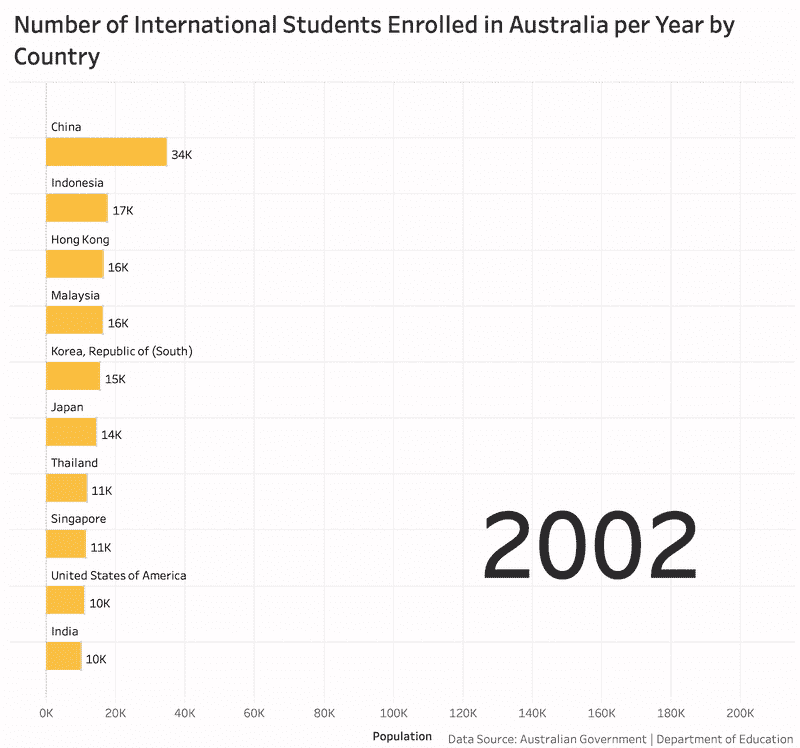 Number of International Students Enrolled in Australia per Year by
Country
China
34K
Indonesia
17K
Hong Kong
16K
Malaysia
16K
Korea, Republic of (South)
15K
Japan
14K
Thailand
11K
Singapore
11K
United States of America
10K
India
10K
2002
0K 20K 40K 60K 80K 100K 120K 140K 160K 180K 200K
Population
Data Source: Australian Government | Department of Education